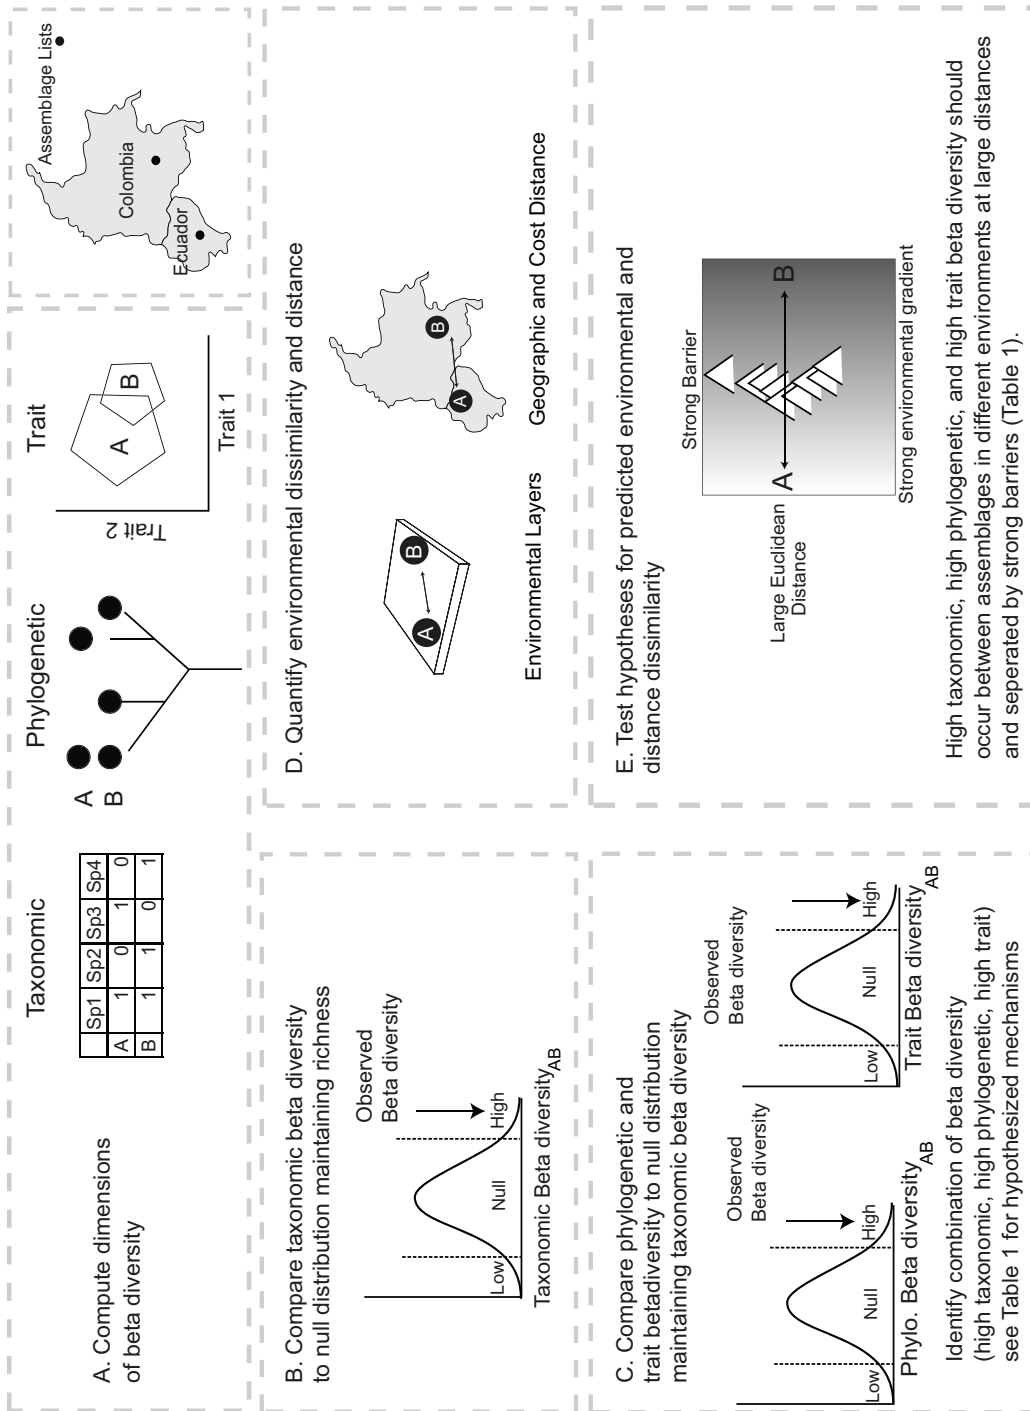 A. Compute dimensions
of beta diversity
Taxonomic
Sp1 Sp2 Sp3 Sp4
A 1 0 1 0
B 1 1 0 1
Phylogenetic
A
B
Trait
A
B
Trait 2
Trait 1
Assemblage Lists
Colombia
Ecuador
B. Compare taxonomic beta diversity
to null distribution maintaining richness
Observed
Beta diversity
Low
Null
High
Taxonomic Beta diversity AB
C. Compare phylogenetic and
trait betadiversity to null distribution
maintaining taxonomic beta diversity
Observed
Beta diversity
Low
Null
High
Phylo. Beta diversity AB
Observed
Beta diversity
Low
Null
High
Trait Beta diversity AB
Identify combination of beta diversity
(high taxonomic, high phylogenetic, high trait)
see Table 1 for hypothesized mechanisms
D. Quantify environmental dissimilarity and distance
A
B
Environmental Layers
A
B
Geographic and Cost Distance
E. Test hypotheses for predicted environmental and
distance dissimilarity
Strong Barrier
Large Euclidean
Distance
A
B
Strong environmental gradient
High taxonomic, high phylogenetic, and high trait beta diversity should
occur between assemblages in different environments at large distances
and seperated by strong barriers (Table 1).